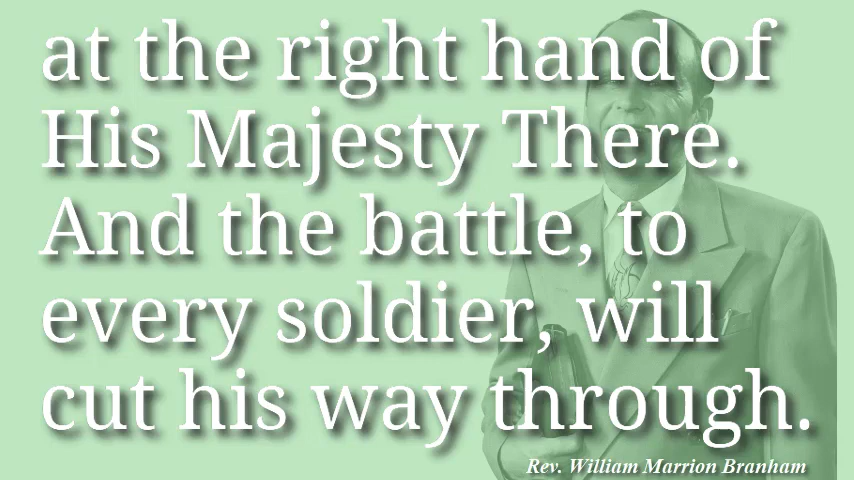 at the right hand of
His Majesty There.
And the battle, to
every soldier, will
cut his way through.
Rev. William Marrion Branham